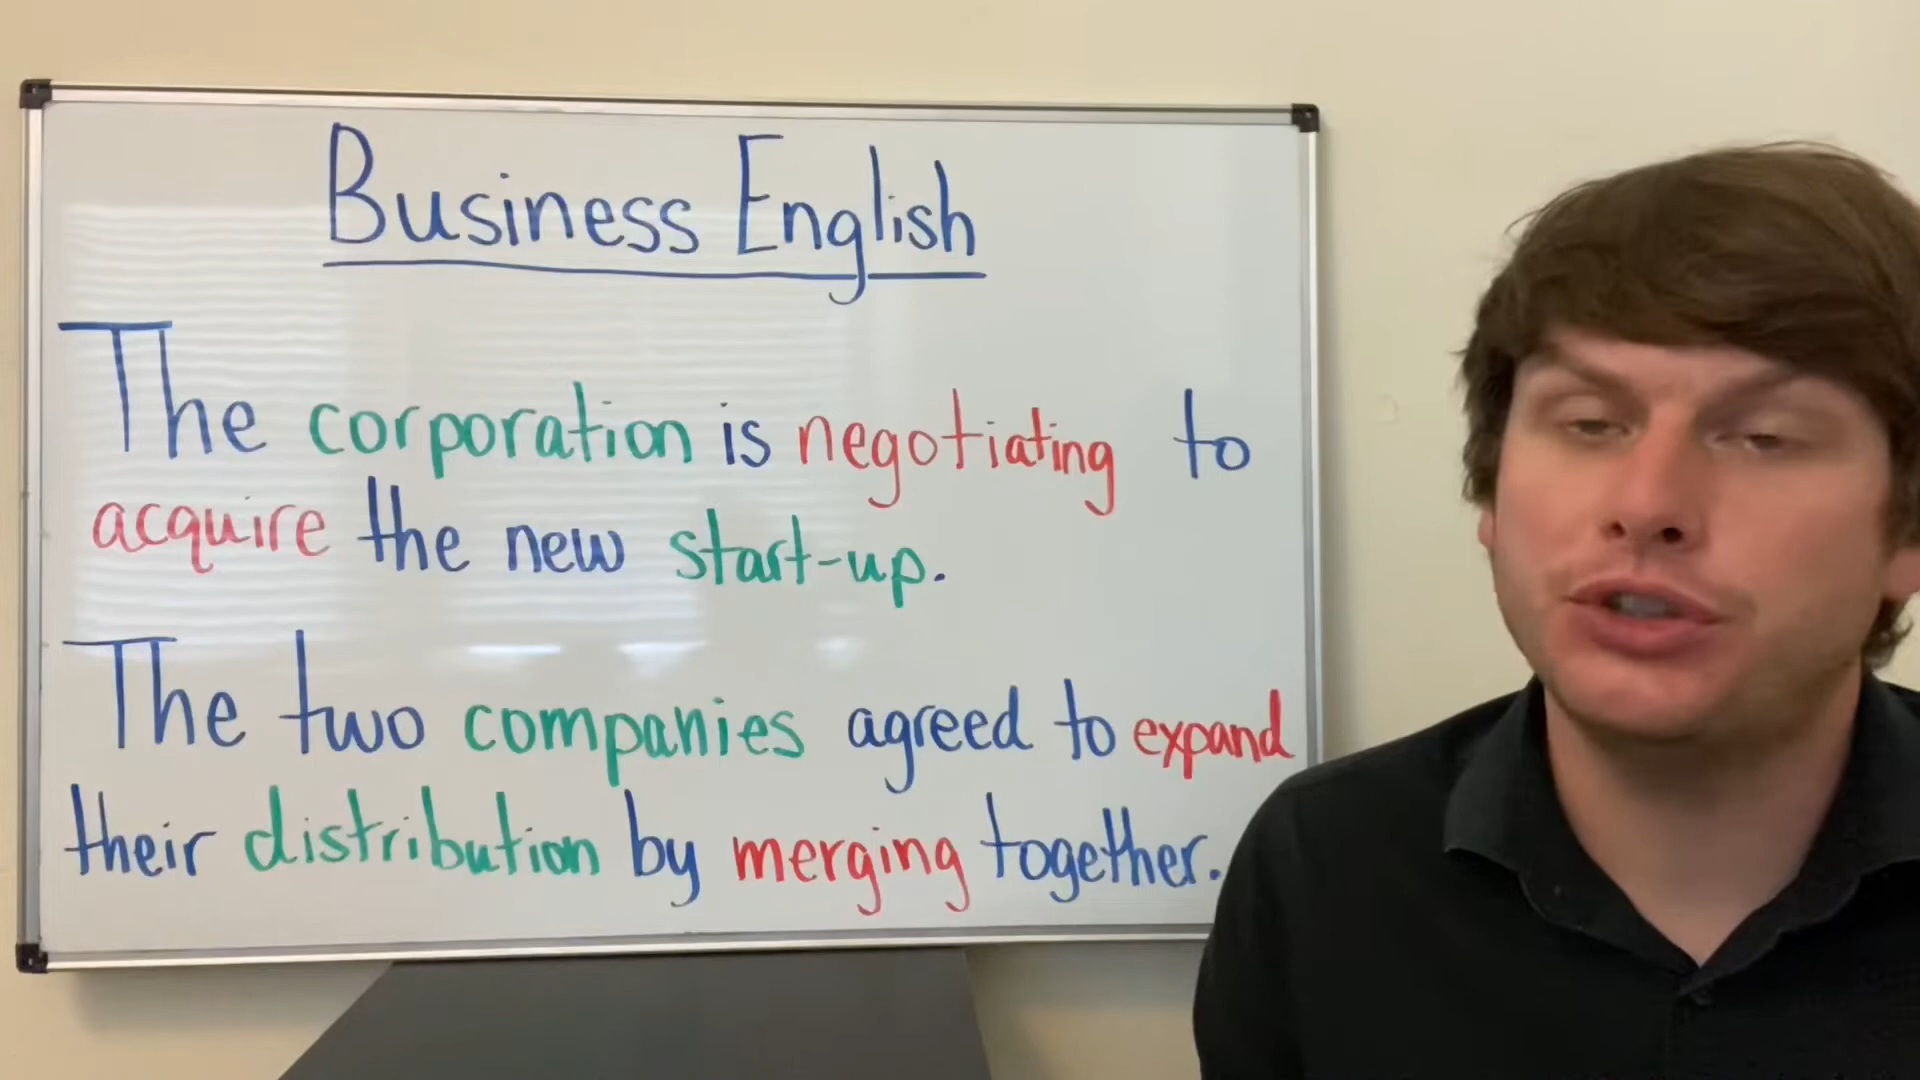 Business English
The corporation is negotiating to
acquire the new start-up.
The two companies agreed to expand
their distribution by merging together.